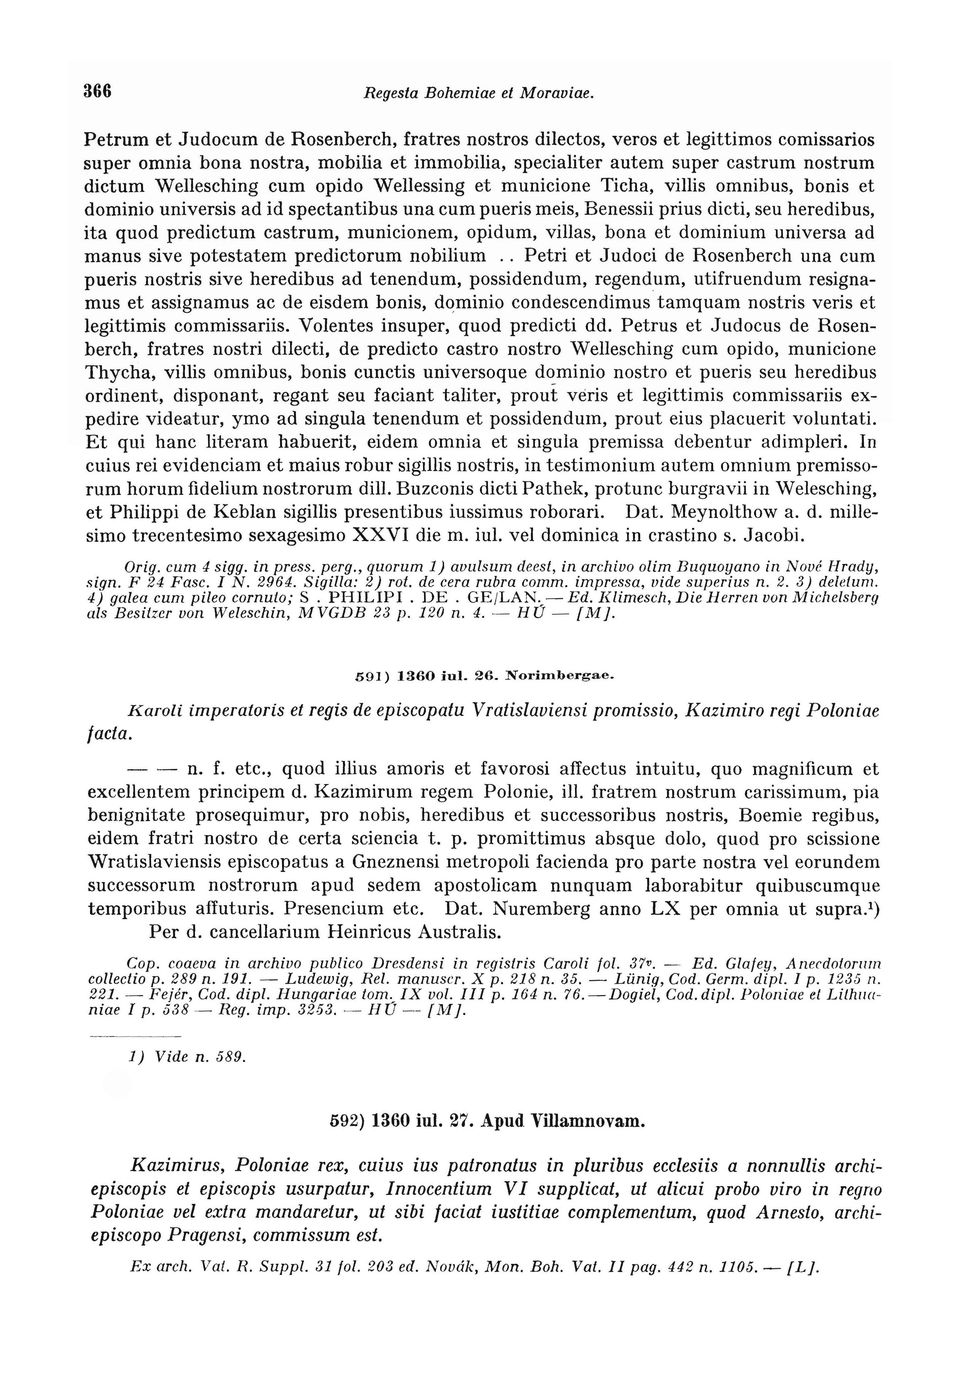 366
Regesta Bohemiae et Moraviae.
Petrum et Judocum de Rosenberch, fratres nostros dilectos, veros et legittimos comissarios
super omnia bona nostra, mobilia et immobilia, specialiter autem super castrum nostrum
dictum Wellesching cum opido Wellessing et municione Ticha, villis omnibus, bonis et
dominio universis ad id spectantibus una cum pueris meis, Benessii prius dicti, seu heredibus,
ita quod predictum castrum, municionem, opidum, villas, bona et dominium universa ad
manus sive potestatem predictorum nobilium . . Petri et Judoci de Rosenberch una cum
pueris nostris sive heredibus ad tenendum, possidendum, regendum, utifruendum resigna-
mus et assignamus ac de eisdem bonis, dominio condescendimus tamquam nostris veris et
legittimis commissariis. Volentes insuper, quod predicti dd. Petrus et Judocus de Rosen-
berch, fratres nostri dilecti, de predicto castro nostro Wellesching cum opido, municione
Thycha, villis omnibus, bonis cunctis universoque dominio nostro et pueris seu heredibus
ordinent, disponant, regant seu faciant taliter, prout veris et legittimis commissariis ex-
pedire videatur, ymo ad singula tenendum et possidendum, prout eius placuerit voluntati.
Et qui hanc literam habuerit, eidem omnia et singula premissa debentur adimpleri. In
cuius rei evidenciam et maius robur sigillis nostris, in testimonium autem omnium premisso-
rum horum fidelium nostrorum dill. Buzconis dicti Pathek, protunc burgravii in Welesching,
et Philippi de Keblan sigillis presentibus iussimus roborari. Dat. Meynolthow a. d. mille-
simo trecentesimo sexagesimo XXVI die m. iul. vel dominica in crastino s. Jacobi.
Orig. cum 4 sigg. in press. perg., quorum 1) avulsum deest, in archivo olim Buquoyano in Nové Hrady,
sign. F 24 Fasc. I N. 2964. Sigilla: 2) rot. de cera rubra comm. impressa, vide superius n. 2. 3) deletum.
4) galea cum pileo cornuto; S . PHILIPI . DE . GE/LAN. — Ed. Klimesch, Die Herren von Michelsberg
als Besitzer von Weleschin, MVGDB 23 p. 120 n. 4. — HÚ — [M].
591) 1360 iul. 26. Norimbergae.
Karoli imperatoris et regis de episcopatu Vratislaviensi promissio, Kazimiro regi Poloniae
facta.
— — n. f. etc., quod illius amoris et favorosi affectus intuitu, quo magnificum et
excellentem principem d. Kazimirum regem Polonie, ill. fratrem nostrum carissimum, pia
benignitate prosequimur, pro nobis, heredibus et successoribus nostris, Boemie regibus,
eidem fratri nostro de certa sciencia t. p. promittimus absque dolo, quod pro scissione
Wratislaviensis episcopatus a Gneznensi metropoli facienda pro parte nostra vel eorundem
successorum nostrorum apud sedem apostolicam nunquam laborabitur quibuscumque
temporibus affuturis. Presencium etc. Dat. Nuremberg anno LX per omnia ut supra.¹)
Per d. cancellarium Heinricus Australis.
Cop. coaeva in archivo publico Dresdensi in registris Caroli fol. 37ᵛ. — Ed. Glafey, Anecdotorum
collectio p. 289 n. 191. — Ludewig, Rel. manuscr. X p. 218 n. 35. — Lünig, Cod. Germ. dipl. I p. 1235 n.
221. — Fejér, Cod. dipl. Hungariae tom. IX vol. III p. 164 n. 76. — Dogiel, Cod. dipl. Poloniae et Lithua-
niae I p. 538 — Reg. imp. 3253. — HÚ — [M].
1) Vide n. 589.
592) 1360 iul. 27. Apud Villamnovam.
Kazimirus, Poloniae rex, cuius ius patronatus in pluribus ecclesiis a nonnullis archi-
episcopis et episcopis usurpatur, Innocentium VI supplicat, ut alicui probo viro in regno
Poloniae vel extra mandaretur, ut sibi faciat iustitiae complementum, quod Arnesto, archi-
episcopo Pragensi, commissum est.
Ex arch. Vat. R. Suppl. 31 fol. 203 ed. Novák, Mon. Boh. Vat. II pag. 442 n. 1105. — [L].